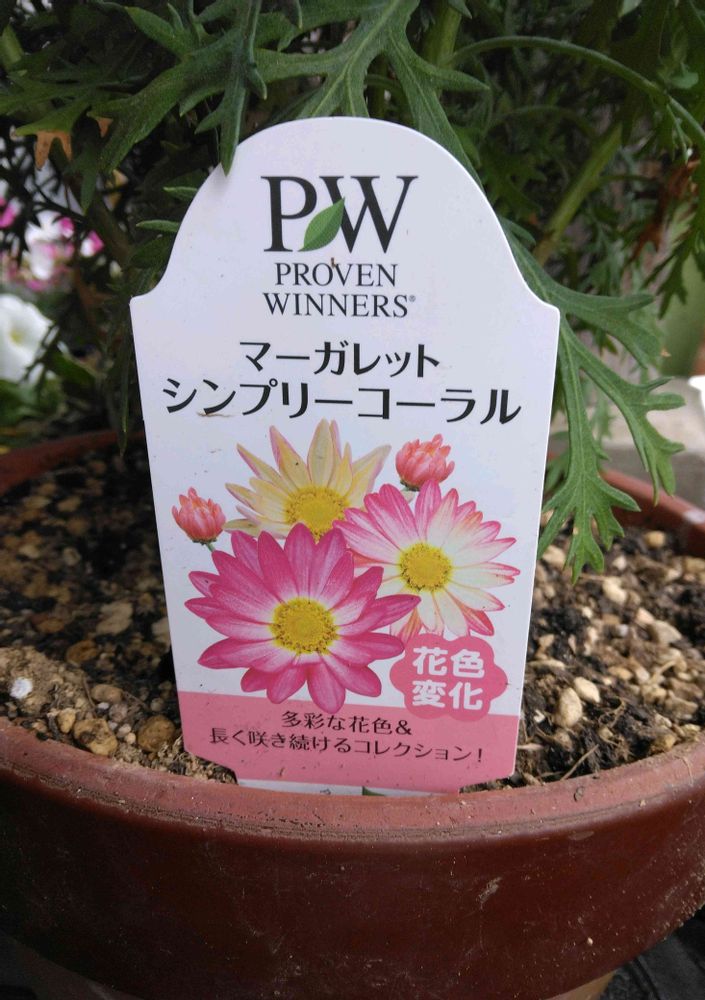 PW
PROVEN
WINNERS®
マーガレット
シンプリーコーラル
花色
変化
多彩な花色&
長く咲き続けるコレクション!